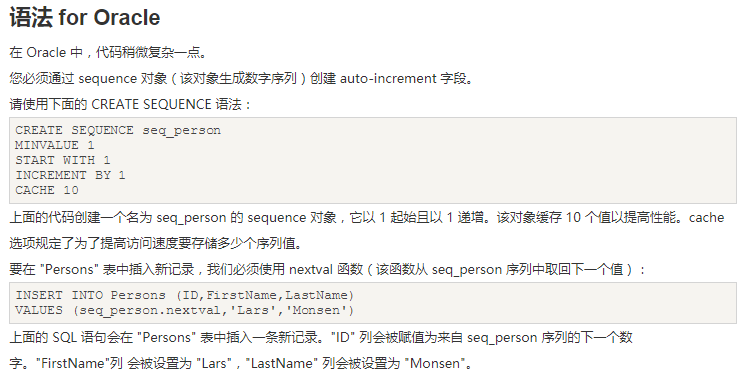 语法 for Oracle
在 Oracle 中，代码稍微复杂一点。
您必须通过 sequence 对象（该对象生成数字序列）创建 auto-increment 字段。
请使用下面的 CREATE SEQUENCE 语法：
CREATE SEQUENCE seq_person
MINVALUE 1
START WITH 1
INCREMENT BY 1
CACHE 10
上面的代码创建一个名为 seq_person 的 sequence 对象，它以 1 起始且以 1 递增。该对象缓存 10 个值以提高性能。cache
选项规定了为了提高访问速度要存储多少个序列值。
要在 "Persons" 表中插入新记录，我们必须使用 nextval 函数（该函数从 seq_person 序列中取回下一个值）：
INSERT INTO Persons (ID,FirstName,LastName)
VALUES (seq_person.nextval,'Lars','Monsen')
上面的 SQL 语句会在 "Persons" 表中插入一条新记录。"ID" 列会被赋值为来自 seq_person 序列的下一个数
字。"FirstName"列 会被设置为 "Lars"，"LastName" 列会被设置为 "Monsen"。